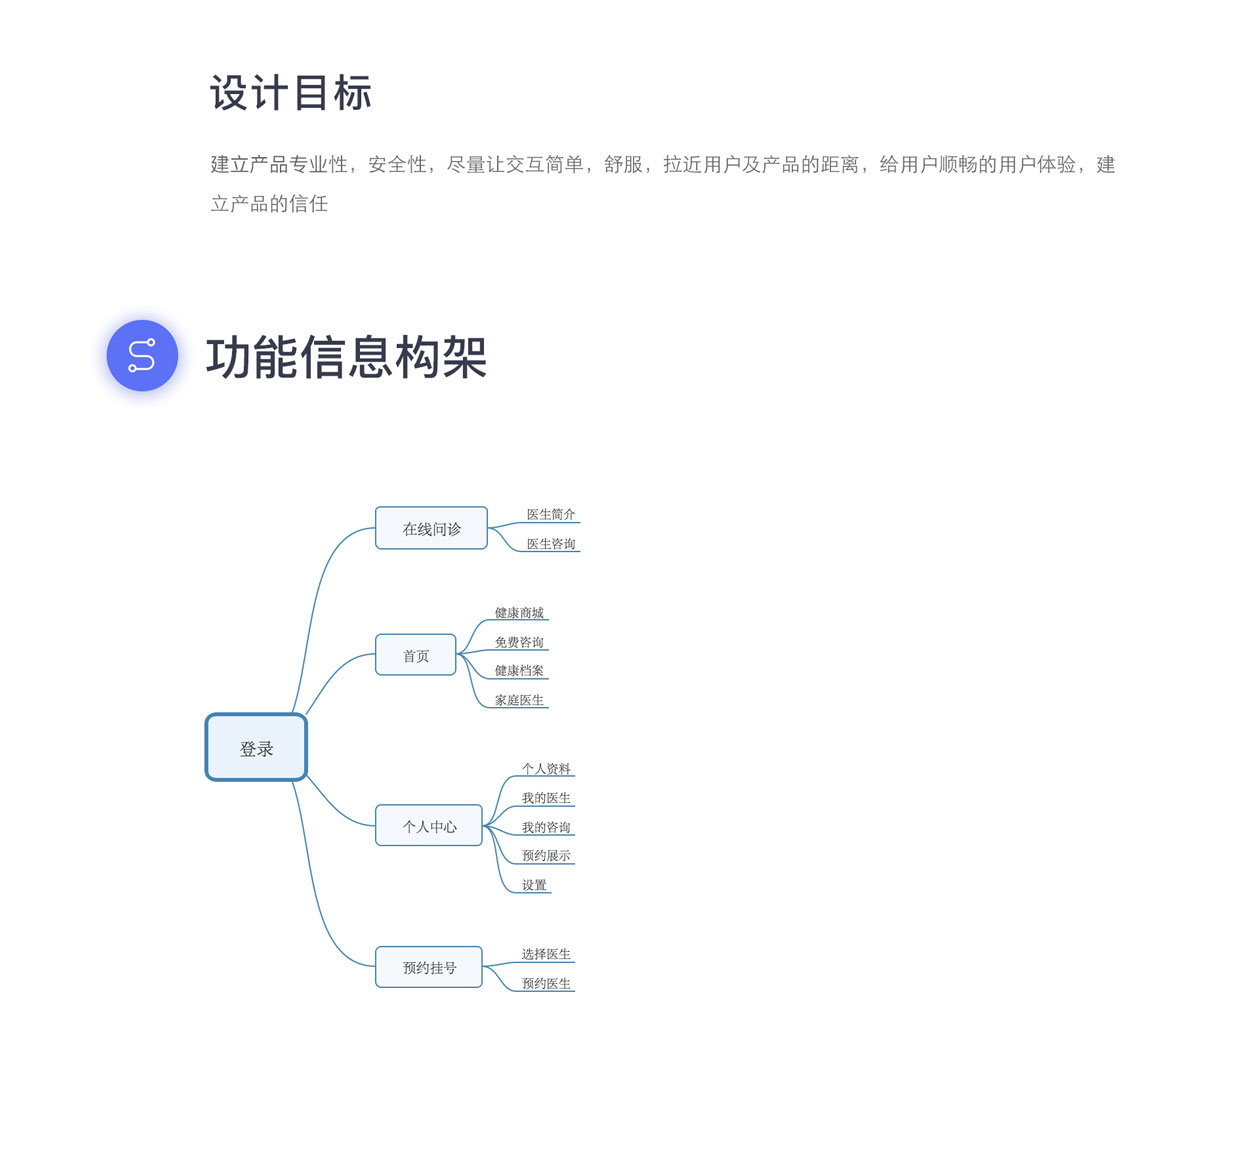 设计目标
建立产品专业性，安全性，尽量让交互简单，舒服，拉近用户及产品的距离，给用户顺畅的用户体验，建
立产品的信任
功能信息构架
在线问诊
医生简介
医生咨询
首页
健康商城
免费咨询
健康档案
家庭医生
登录
个人中心
个人资料
我的医生
我的咨询
预约展示
设置
预约挂号
选择医生
预约医生